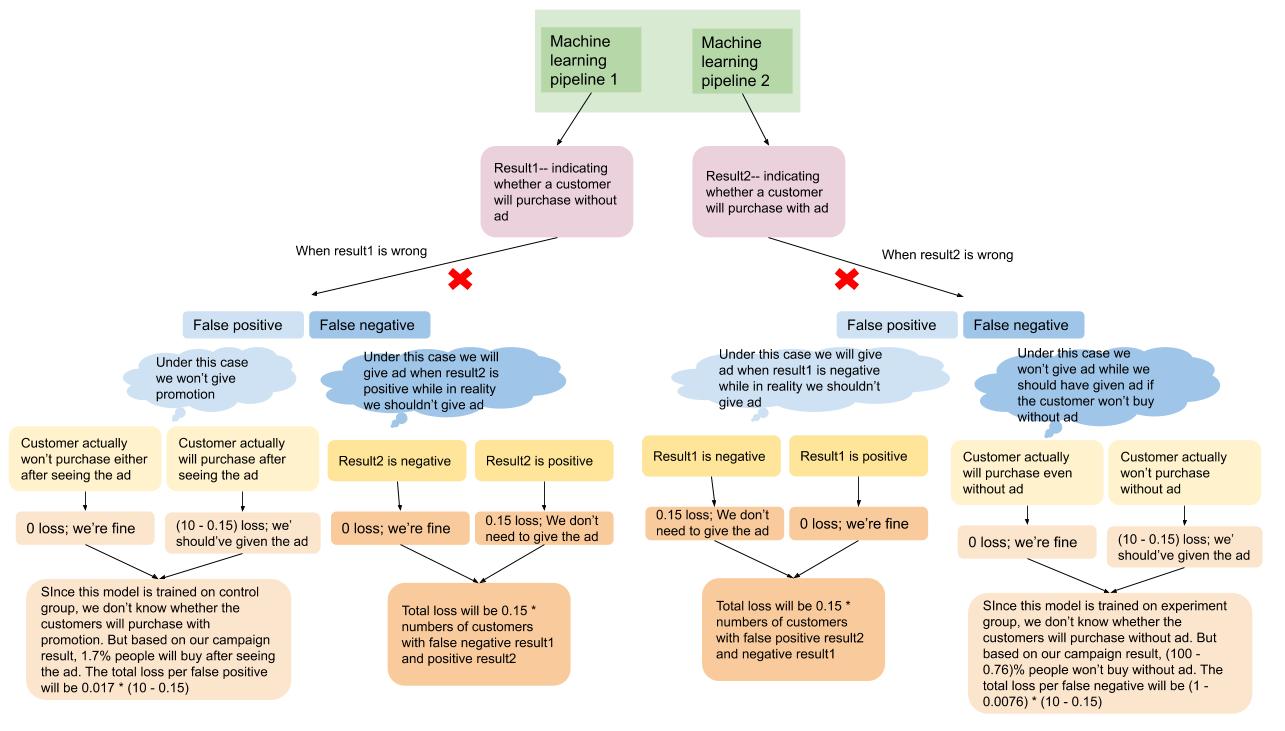 Machine
learning
pipeline 1
Machine
learning
pipeline 2
Result1-- indicating
whether a customer
will purchase without
ad
Result2-- indicating
whether a customer
will purchase with ad
When result1 is wrong
When result2 is wrong
False positive
False negative
False positive
False negative
Under this case
we won't give
promotion
Under this case we will
give ad when result2 is
positive while in reality
we shouldn't give ad
Under this case we will give
ad when result1 is negative
while in reality we shouldn't
give ad
Under this case we
won't give ad while we
should have given ad if
the customer won't buy
without ad
Customer actually
won't purchase either
after seeing the ad
Customer actually
will purchase after
seeing the ad
Result2 is negative
Result2 is positive
Result1 is negative
Result1 is positive
Customer actually
will purchase even
without ad
Customer actually
won't purchase
without ad
0 loss; we're fine
(10 - 0.15) loss; we'
should've given the ad
0 loss; we're fine
0.15 loss; We don't
need to give the ad
0.15 loss; We don't
need to give the ad
0 loss; we're fine
0 loss; we're fine
(10 - 0.15) loss; we'
should've given the ad
SInce this model is trained on control
group, we don't know whether the
customers will purchase with
promotion. But based on our campaign
result, 1.7% people will buy after seeing
the ad. The total loss per false positive
will be 0.017 * (10 - 0.15)
Total loss will be 0.15 *
numbers of customers
with false negative result1
and positive result2
Total loss will be 0.15 *
numbers of customers
with false positive result2
and negative result1
SInce this model is trained on experiment
group, we don't know whether the
customers will purchase without ad. But
based on our campaign result, (100 -
0.76)% people won't buy without ad. The
total loss per false negative will be (1 -
0.0076) * (10 - 0.15)